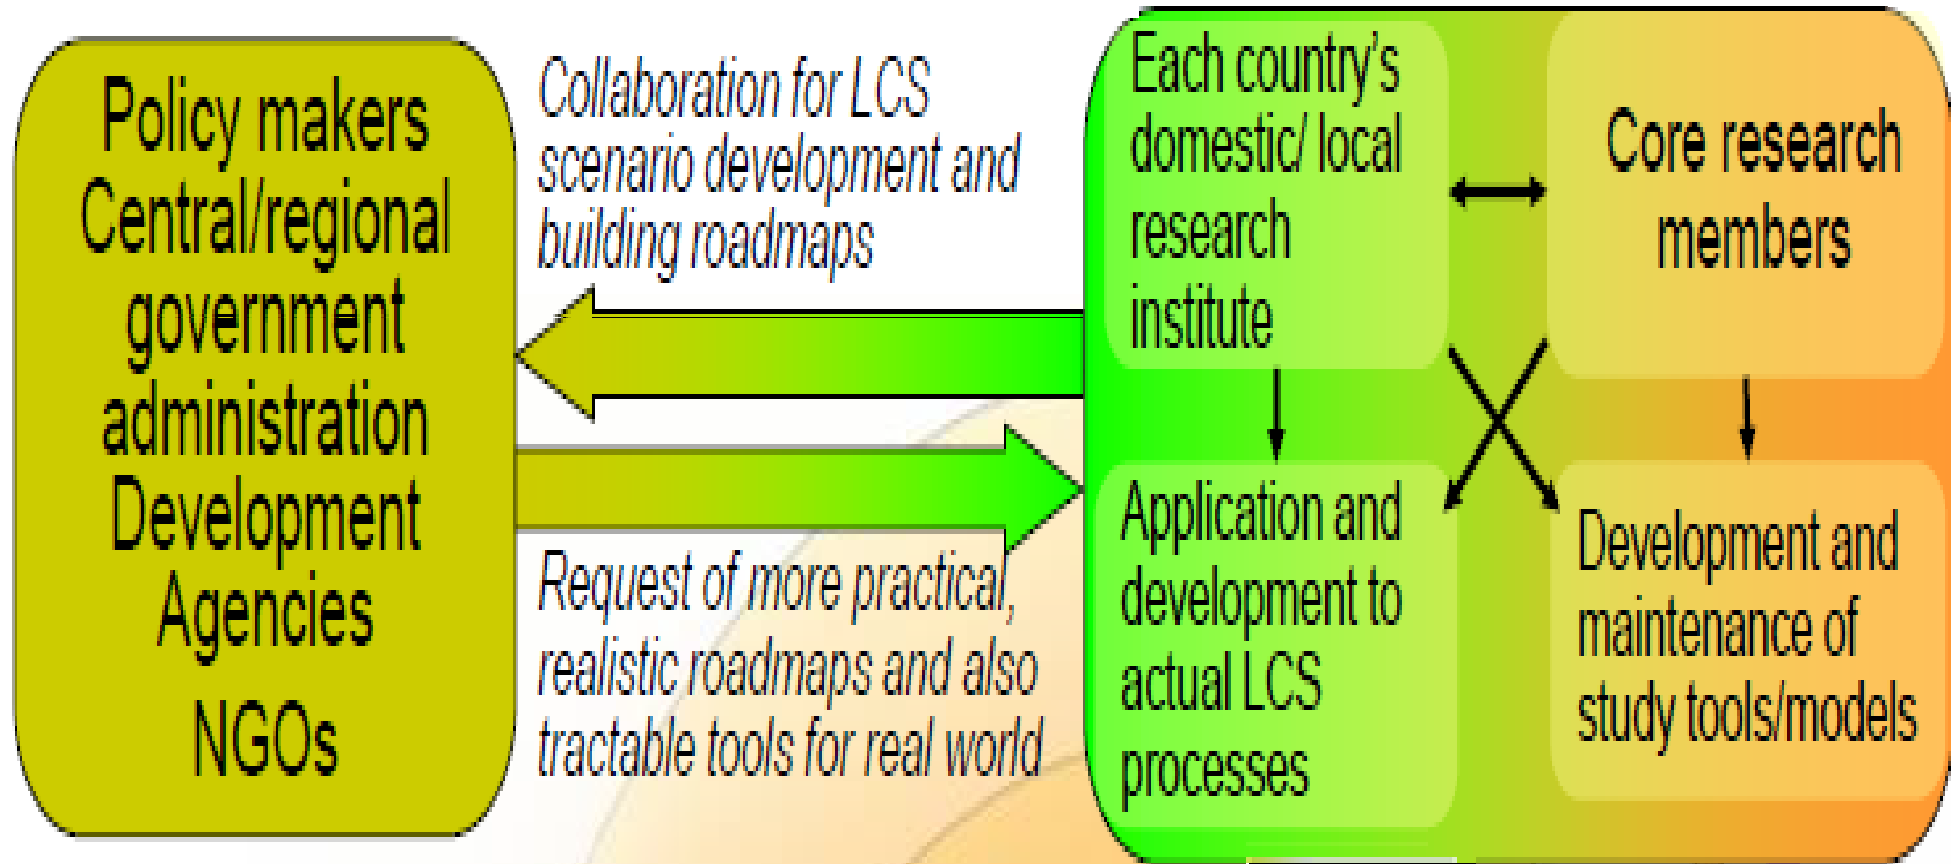 Policy makers
Central/regional
government
administration
Development
Agencies
NGOs
Collaboration for LCS
scenario development and
building roadmaps
Request of more practical,
realistic roadmaps and also
tractable tools for real world
Each country's
domestic/ local
research
institute
Core research
members
Application and
development to
actual LCS
processes
Development and
maintenance of
study tools/models